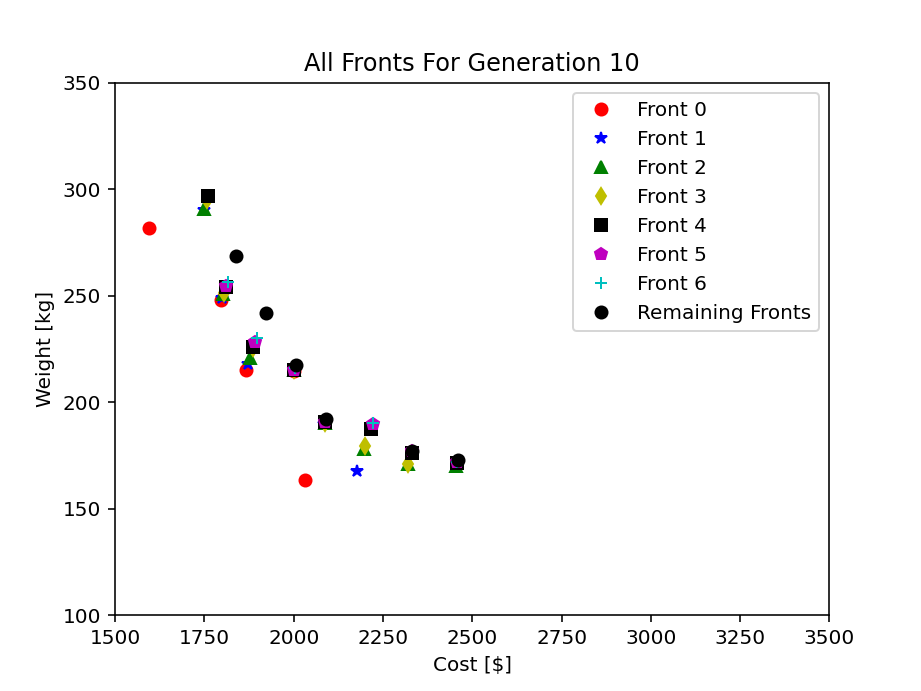 All Fronts For Generation 10
350
300
250
200
150
100
Weight [kg]
1500 1750 2000 2250 2500 2750 3000 3250 3500
Cost [$]
Front 0
Front 1
Front 2
Front 3
Front 4
Front 5
Front 6
Remaining Fronts